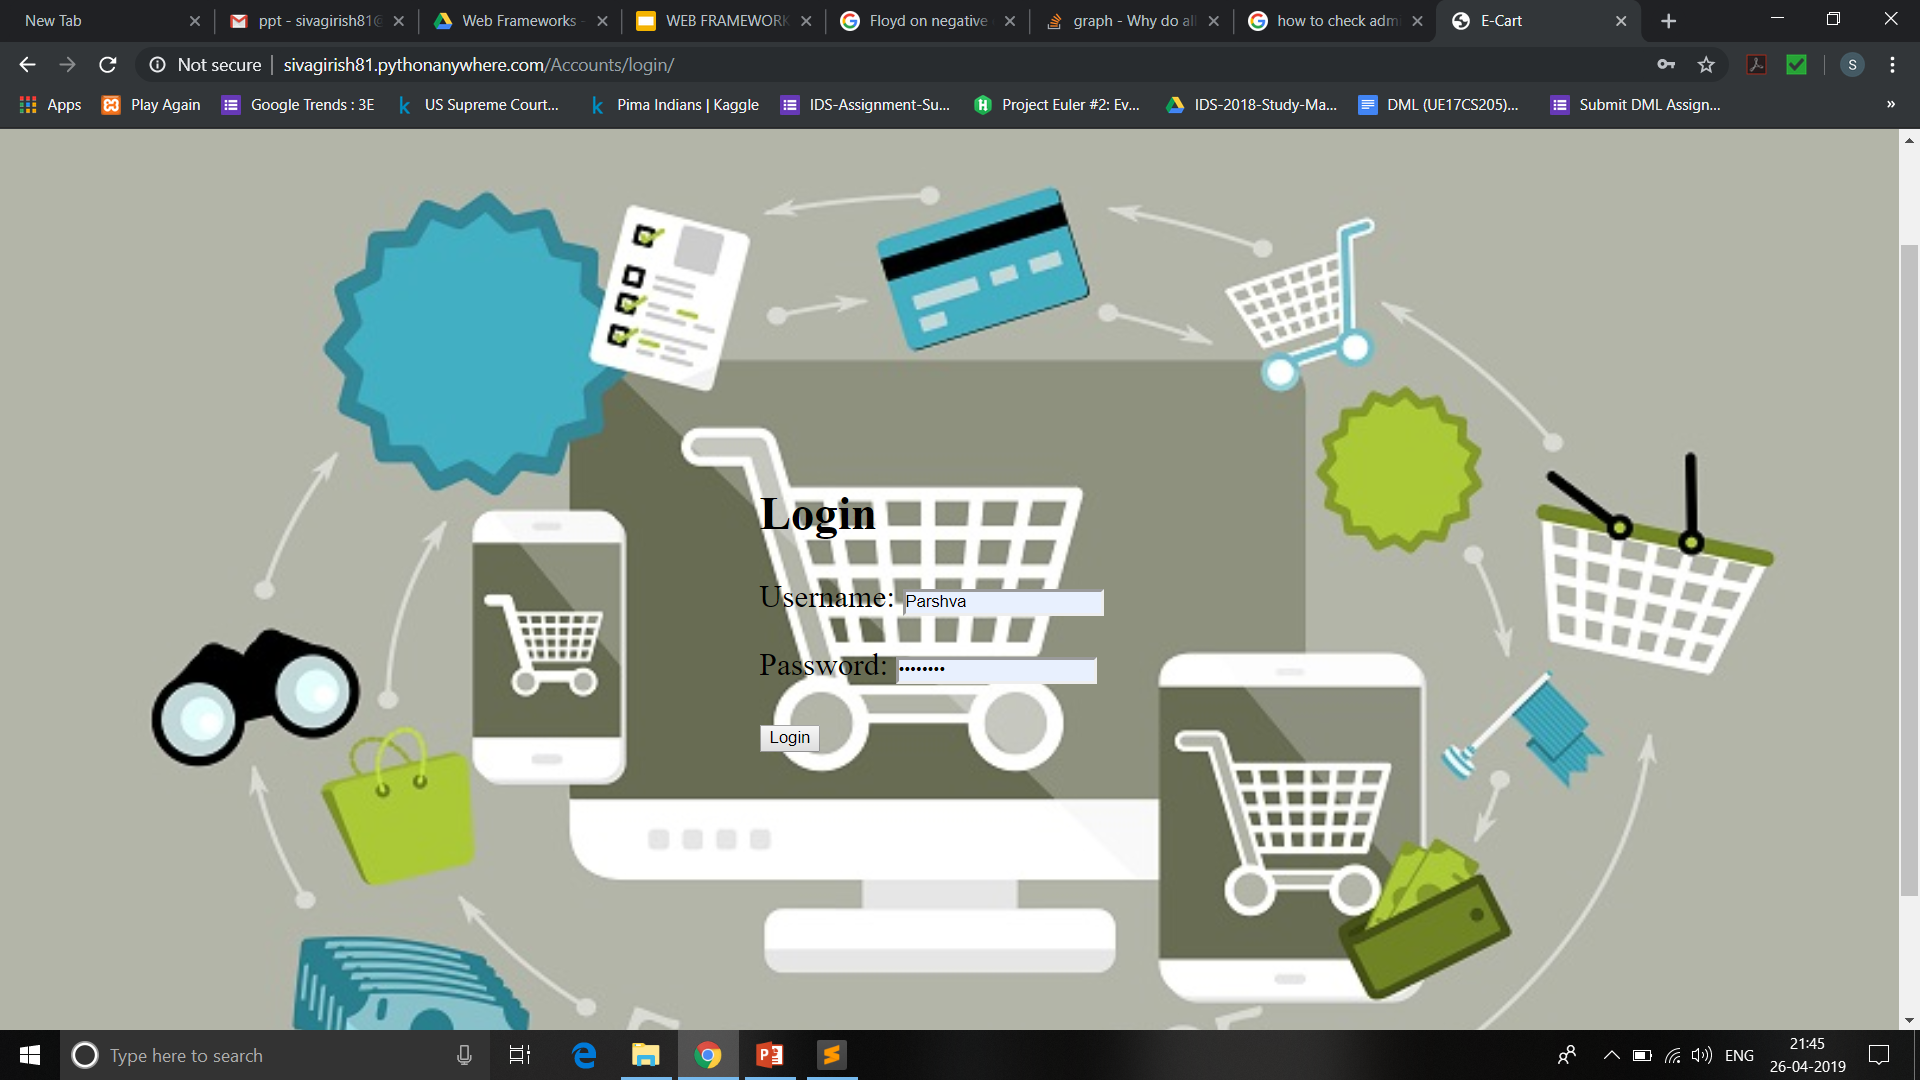 New Tab
ppt - sivagirish81@
Web Frameworks -
WEB FRAMEWORK
Floyd on negative
graph - Why do all
how to check admi
E-Cart
Not secure | sivagirish81.pythonanywhere.com/Accounts/login/
S
Apps
Play Again
Google Trends : 3E
US Supreme Court...
Pima Indians | Kaggle
IDS-Assignment-Su...
Project Euler #2: Ev...
IDS-2018-Study-Ma...
DML (UE17CS205)...
Submit DML Assign...
»
Login
Username: Parshva
Password: ••••••••
Login
Type here to search
ENG
21:45
26-04-2019